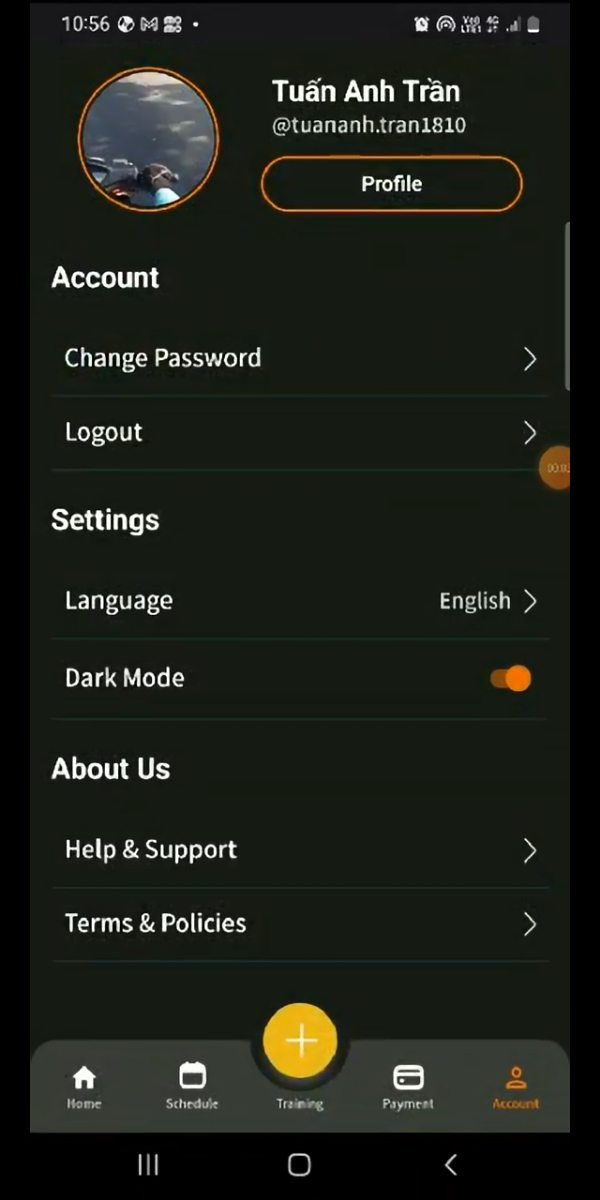 10:56
Tuấn Anh Trần
@tuananh.tran1810
Profile
Account
Change Password
Logout
Settings
Language English
Dark Mode
About Us
Help & Support
Terms & Policies
Home Schedule Training Payment Account